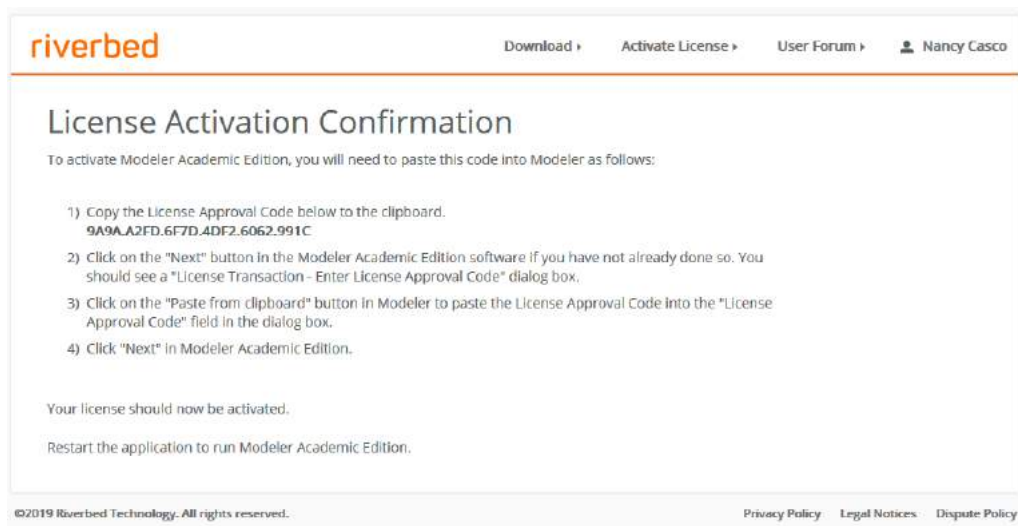 riverbed
Download ▸ Activate License ▸ User Forum ▸ Nancy Casco
License Activation Confirmation
To activate Modeler Academic Edition, you will need to paste this code into Modeler as follows:
1) Copy the License Approval Code below to the clipboard.
9A9A.A2FD.6F7D.4DF2.6062.991C
2) Click on the "Next" button in the Modeler Academic Edition software if you have not already done so. You
should see a "License Transaction - Enter License Approval Code" dialog box.
3) Click on the "Paste from clipboard" button in Modeler to paste the License Approval Code into the "License
Approval Code" field in the dialog box.
4) Click "Next" in Modeler Academic Edition.
Your license should now be activated.
Restart the application to run Modeler Academic Edition.
©2019 Riverbed Technology. All rights reserved. Privacy Policy Legal Notices Dispute Policy